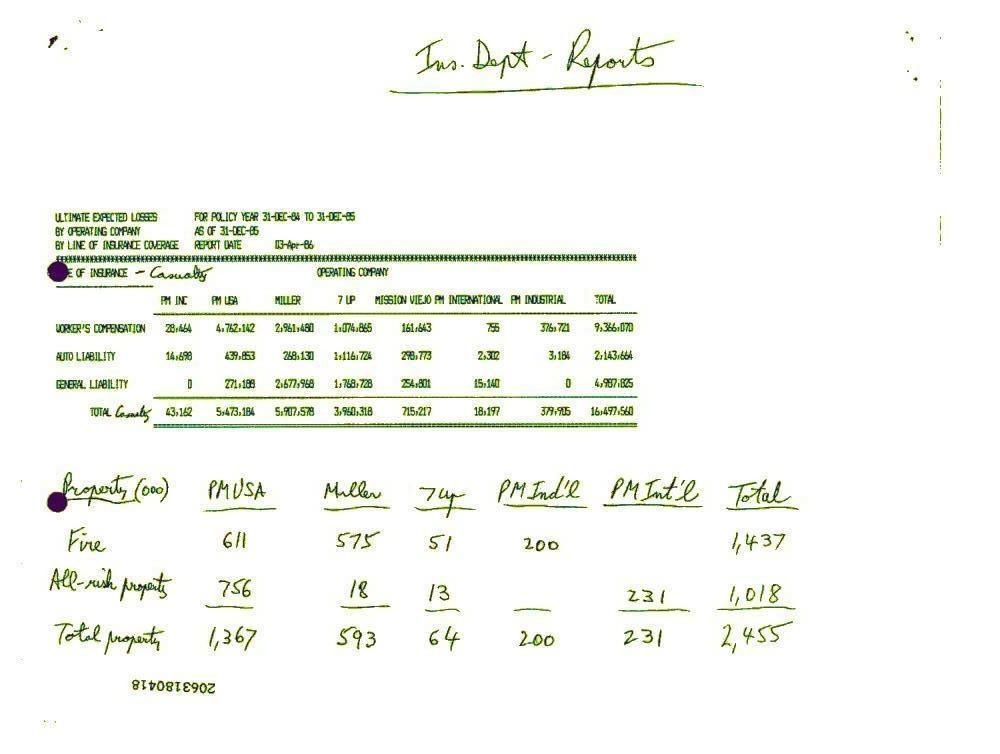 Ins. Dept - Reports
ULTIMATE EXPECTED LOSSES FOR POLICY YEAR 31-DEC-84 TO 31-DEC-85
BY OPERATING COMPANY AS OF 31-DEC-85
BY LINE OF INSURANCE COVERAGE REPORT DATE 03-Apr-86
E OF INSURANCE - Casualty OPERATING COMPANY
PM INC PM USA MILLER 7 UP MISSION VIEJO PM INTERNATIONAL PM INDUSTRIAL TOTAL
WORKER'S COMPENSATION 28,464 4,762,142 2,961,480 1,074,865 161,643 755 376,721 9,366,070
AUTO LIABILITY 14,698 439,853 268,130 1,116,724 298,773 2,302 3,184 2,143,664
GENERAL LIABILITY 0 271,188 2,677,968 1,768,728 254,801 15,140 0 4,987,825
TOTAL Casualty 43,162 5,473,184 5,907,578 3,960,318 715,217 18,197 379,905 16,497,560
Property (000) PMUSA Miller 7up PM Ind'l PM Int'l Total
Fire 611 575 51 200 1,437
All-risk property 756 18 13 231 1,018
Total property 1,367 593 64 200 231 2,455
2063180418